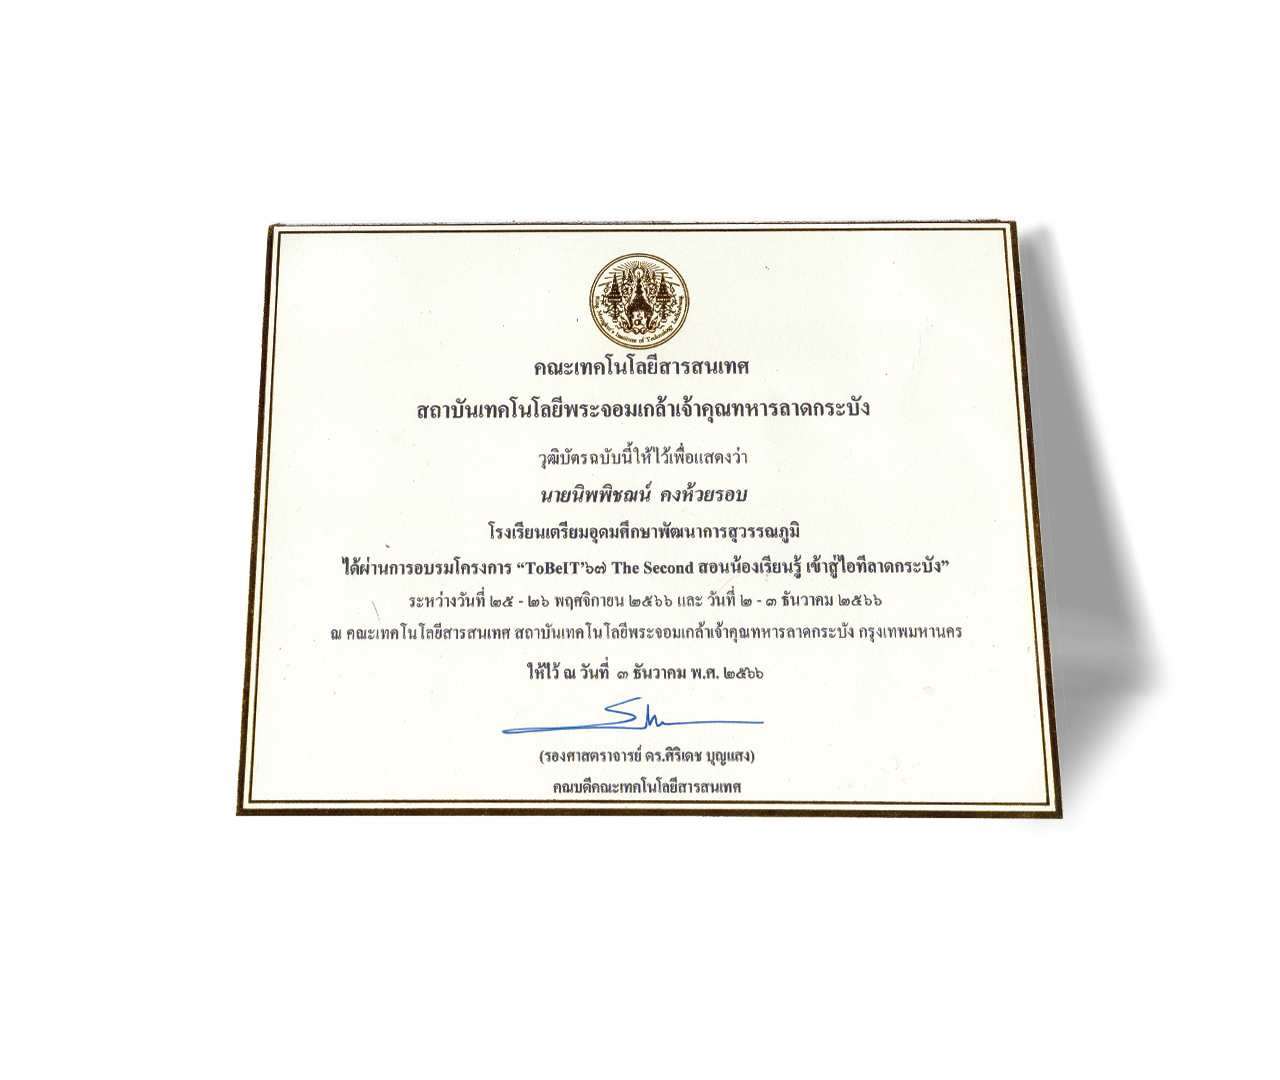 King Mongkut's Institute of Technology Ladkrabang
คณะเทคโนโลยีสารสนเทศ
สถาบันเทคโนโลยีพระจอมเกล้าเจ้าคุณทหารลาดกระบัง
วุฒิบัตรฉบับนี้ให้ไว้เพื่อแสดงว่า
นายนิพพิชฌน์ คงห้วยรอบ
โรงเรียนเตรียมอุดมศึกษาพัฒนาการสุวรรณภูมิ
ได้ผ่านการอบรมโครงการ “ToBeIT’๖๗ The Second สอนน้องเรียนรู้ เข้าสู่ไอทีลาดกระบัง”
ระหว่างวันที่ ๒๕ - ๒๖ พฤศจิกายน ๒๕๖๖ และ วันที่ ๒ - ๓ ธันวาคม ๒๕๖๖
ณ คณะเทคโนโลยีสารสนเทศ สถาบันเทคโนโลยีพระจอมเกล้าเจ้าคุณทหารลาดกระบัง กรุงเทพมหานคร
ให้ไว้ ณ วันที่ ๓ ธันวาคม พ.ศ. ๒๕๖๖
(รองศาสตราจารย์ ดร.ศิริเดช บุญแสง)
คณบดีคณะเทคโนโลยีสารสนเทศ